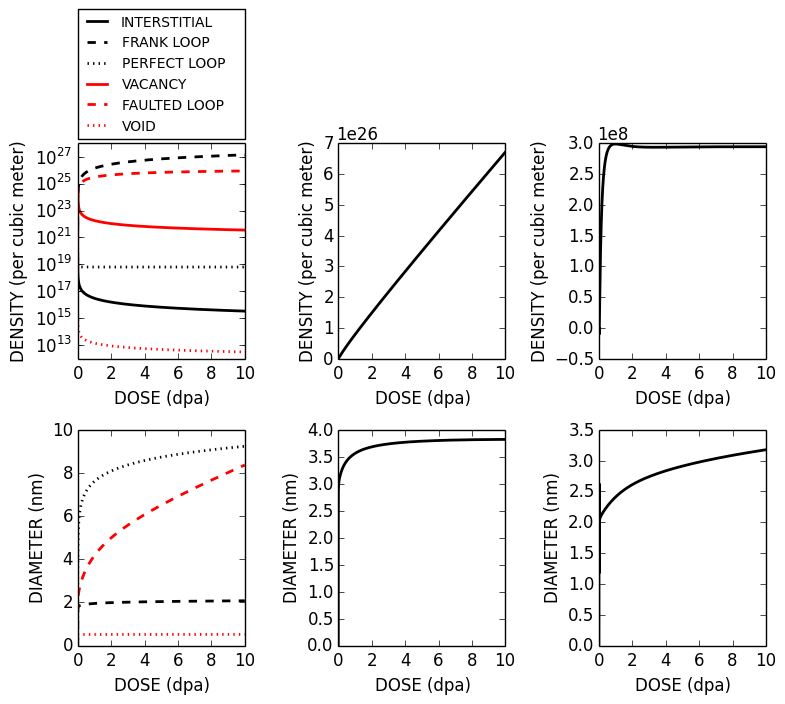 INTERSTITIAL
FRANK LOOP
PERFECT LOOP
VACANCY
FAULTED LOOP
VOID
DENSITY (per cubic meter)
10^27
10^25
10^23
10^21
10^19
10^17
10^15
10^13
0 2 4 6 8 10
DOSE (dpa)
1e26
DENSITY (per cubic meter)
7
6
5
4
3
2
1
0
0 2 4 6 8 10
DOSE (dpa)
1e8
DENSITY (per cubic meter)
3.0
2.5
2.0
1.5
1.0
0.5
0.0
−0.5
0 2 4 6 8 10
DOSE (dpa)
DIAMETER (nm)
10
8
6
4
2
0
0 2 4 6 8 10
DOSE (dpa)
DIAMETER (nm)
4.0
3.5
3.0
2.5
2.0
1.5
1.0
0.5
0.0
0 2 4 6 8 10
DOSE (dpa)
DIAMETER (nm)
3.5
3.0
2.5
2.0
1.5
1.0
0.5
0.0
0 2 4 6 8 10
DOSE (dpa)